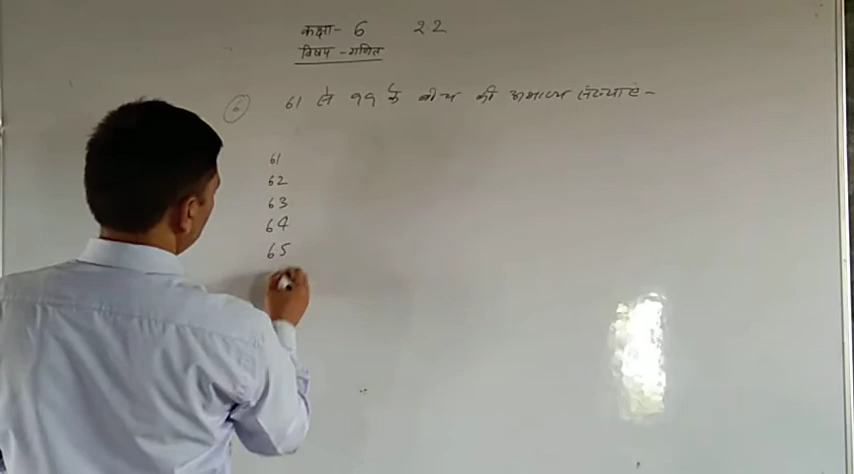 कक्षा- 6 22
विषय - गणित
6 61 से 99 के बीच की अभाज्य संख्याएं -
61
62
63
64
65